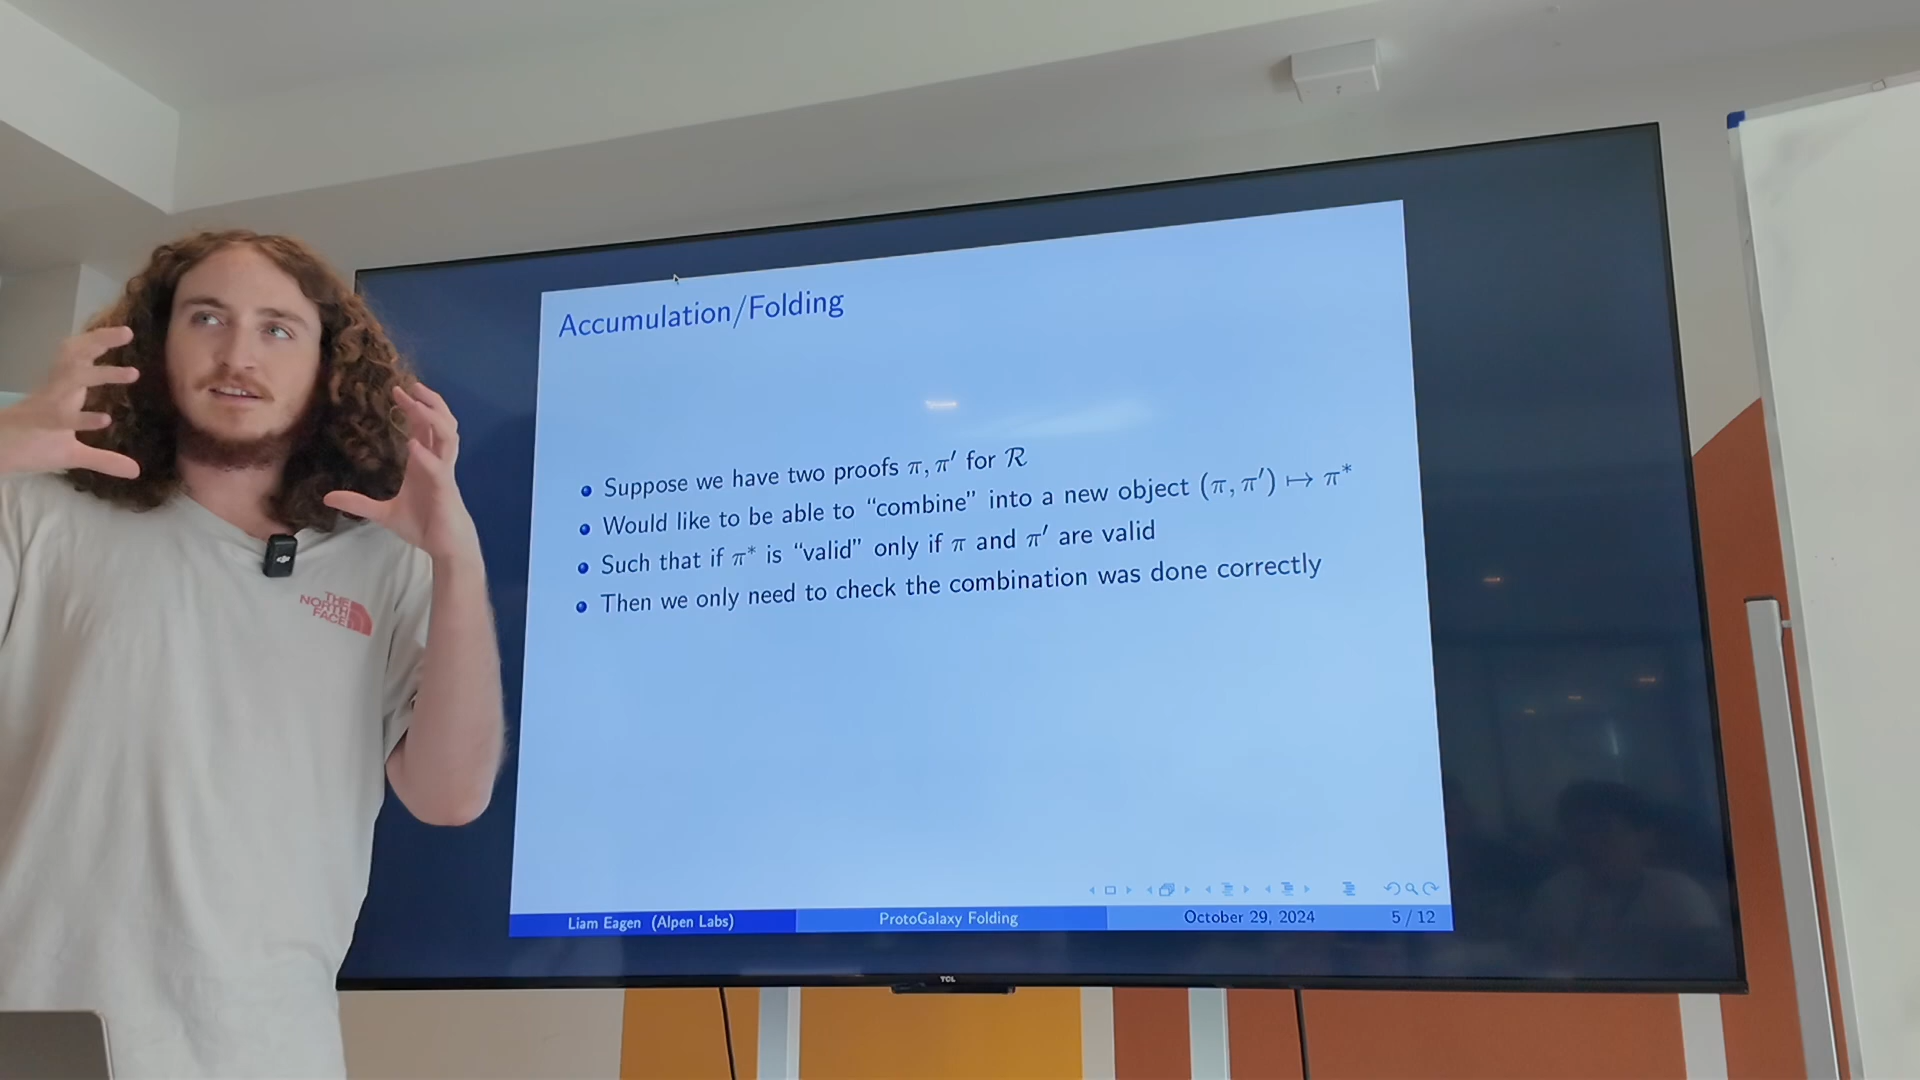 Accumulation/Folding
Suppose we have two proofs π, π′ for ℛ
Would like to be able to “combine” into a new object (π, π′) ↦ π*
Such that if π* is “valid” only if π and π′ are valid
Then we only need to check the combination was done correctly
Liam Eagen (Alpen Labs) ProtoGalaxy Folding October 29, 2024 5 / 12
TCL
dji
THE
NORTH
FACE